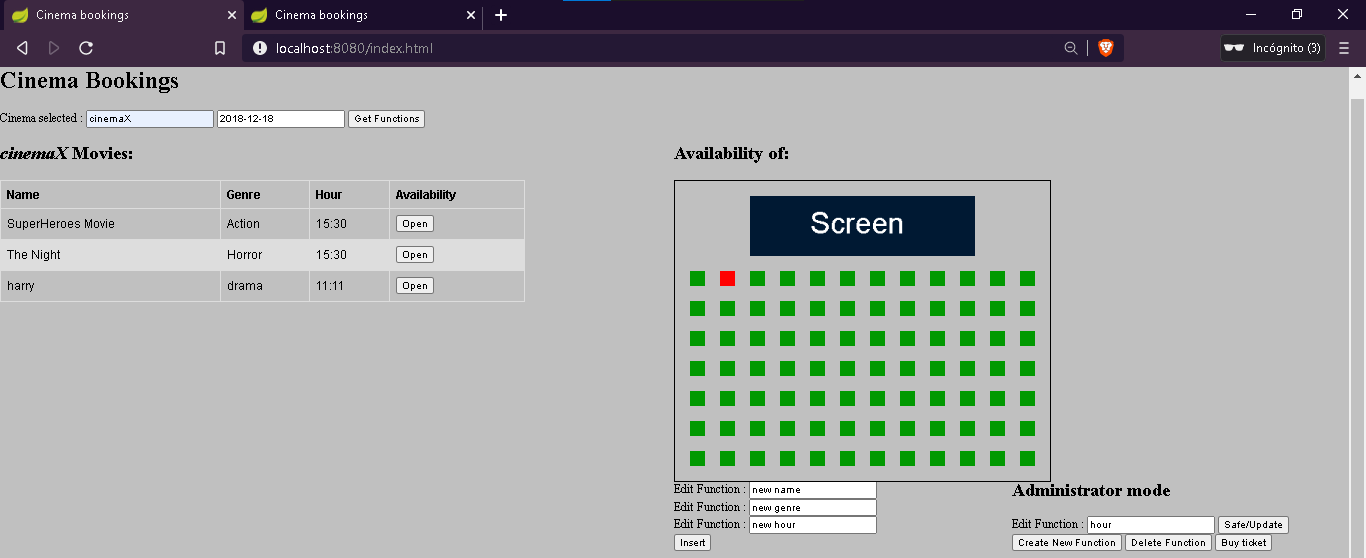 Cinema bookings
Cinema bookings
localhost:8080/index.html
Incógnito (3)
Cinema Bookings
Cinema selected : cinemaX 2018-12-18 Get Functions
cinemaX Movies:
Name Genre Hour Availability
SuperHeroes Movie Action 15:30 Open
The Night Horror 15:30 Open
harry drama 11:11 Open
Availability of:
Screen
Edit Function : new name
Edit Function : new genre
Edit Function : new hour
Insert
Administrator mode
Edit Function : hour Safe/Update
Create New Function Delete Function Buy ticket